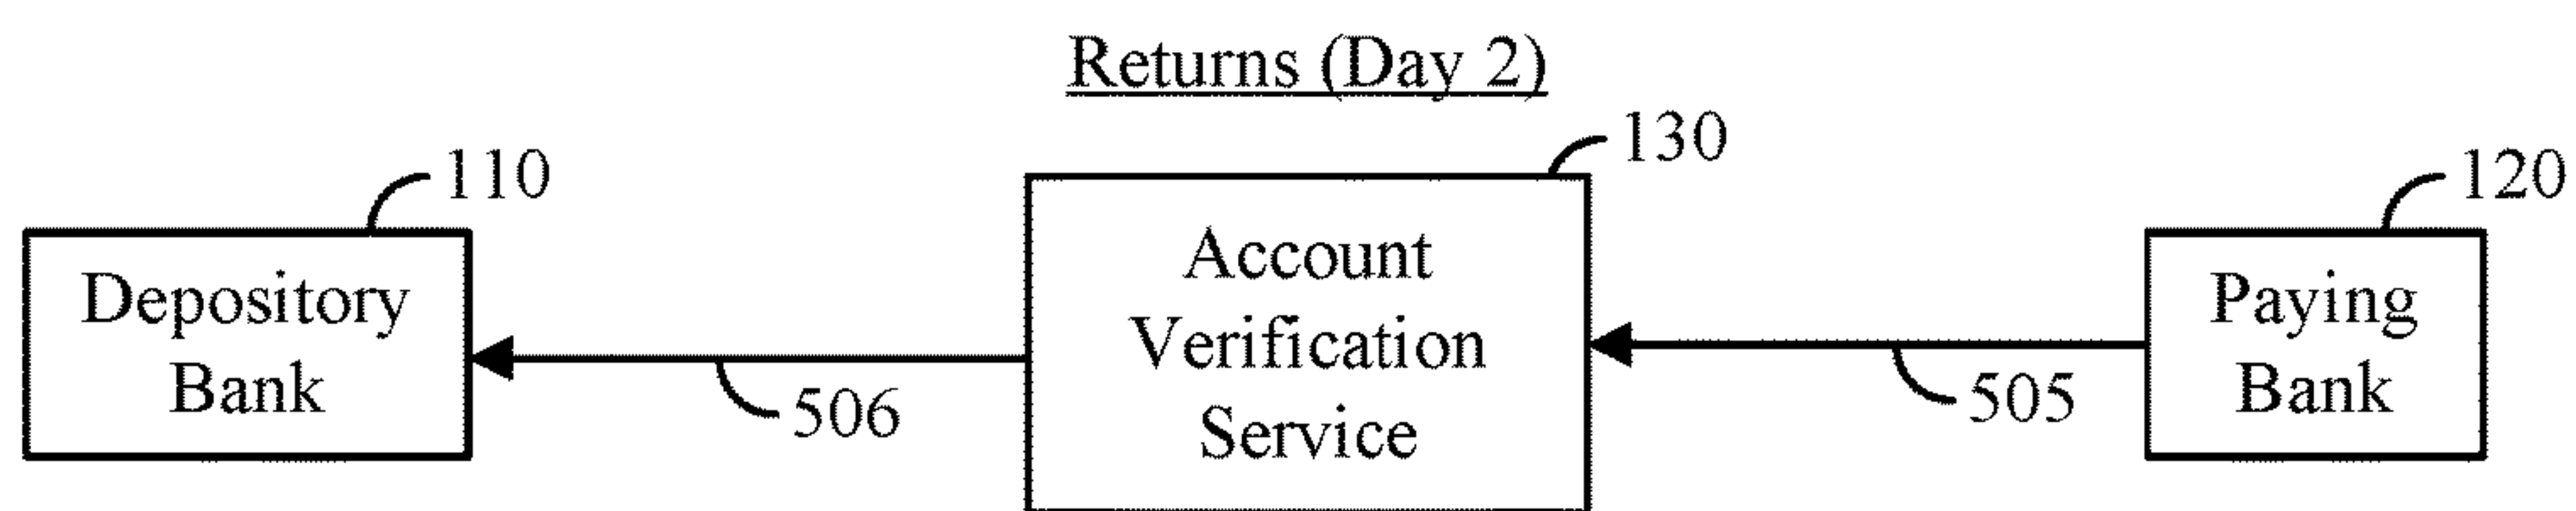 Returns (Day 2)
110
130
120
Depository
Bank
Account
Verification
Service
Paying
Bank
506
505